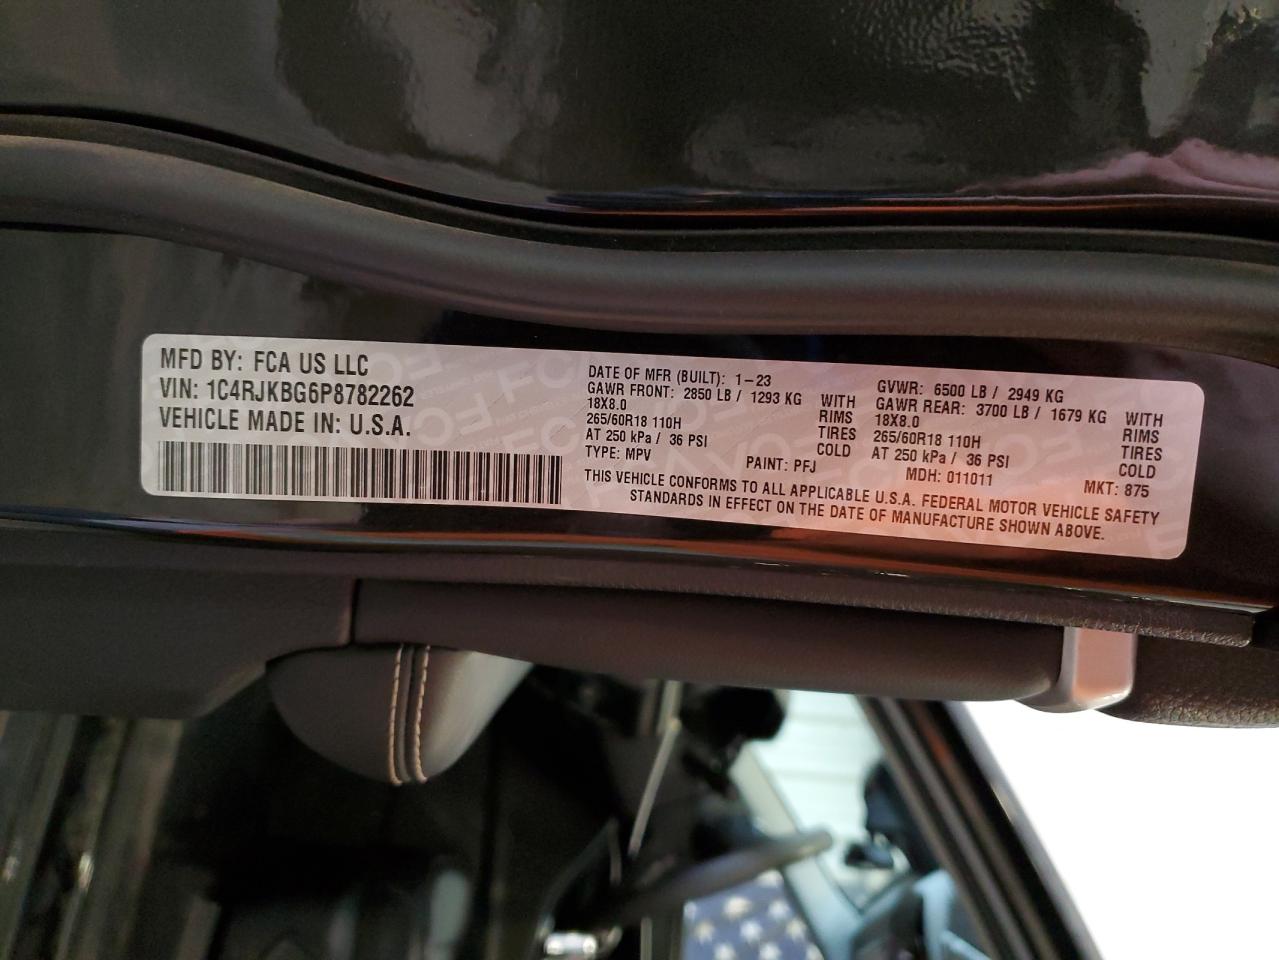 MFD BY: FCA US LLC
VIN: 1C4RJKBG6P8782262
VEHICLE MADE IN: U.S.A.
DATE OF MFR (BUILT): 1-23
GAWR FRONT: 2850 LB / 1293 KG WITH
18X8.0 RIMS
265/60R18 110H TIRES
AT 250 kPa / 36 PSI COLD
TYPE: MPV PAINT: PFJ
GVWR: 6500 LB / 2949 KG
GAWR REAR: 3700 LB / 1679 KG WITH
18X8.0 RIMS
265/60R18 110H TIRES
AT 250 kPa / 36 PSI COLD
MDH: 011011 MKT: 875
THIS VEHICLE CONFORMS TO ALL APPLICABLE U.S.A. FEDERAL MOTOR VEHICLE SAFETY
STANDARDS IN EFFECT ON THE DATE OF MANUFACTURE SHOWN ABOVE.